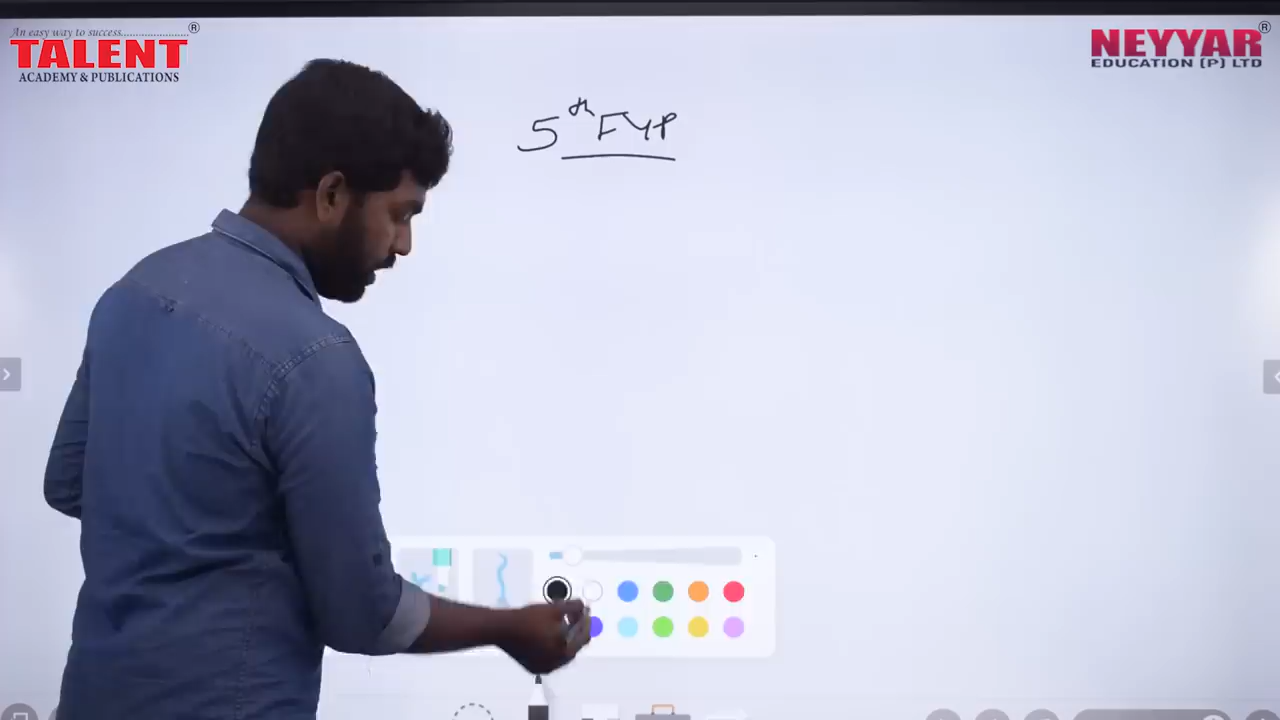 An easy way to success........................®
TALENT
ACADEMY & PUBLICATIONS
NEYYAR®
EDUCATION (P) LTD
5th FYP